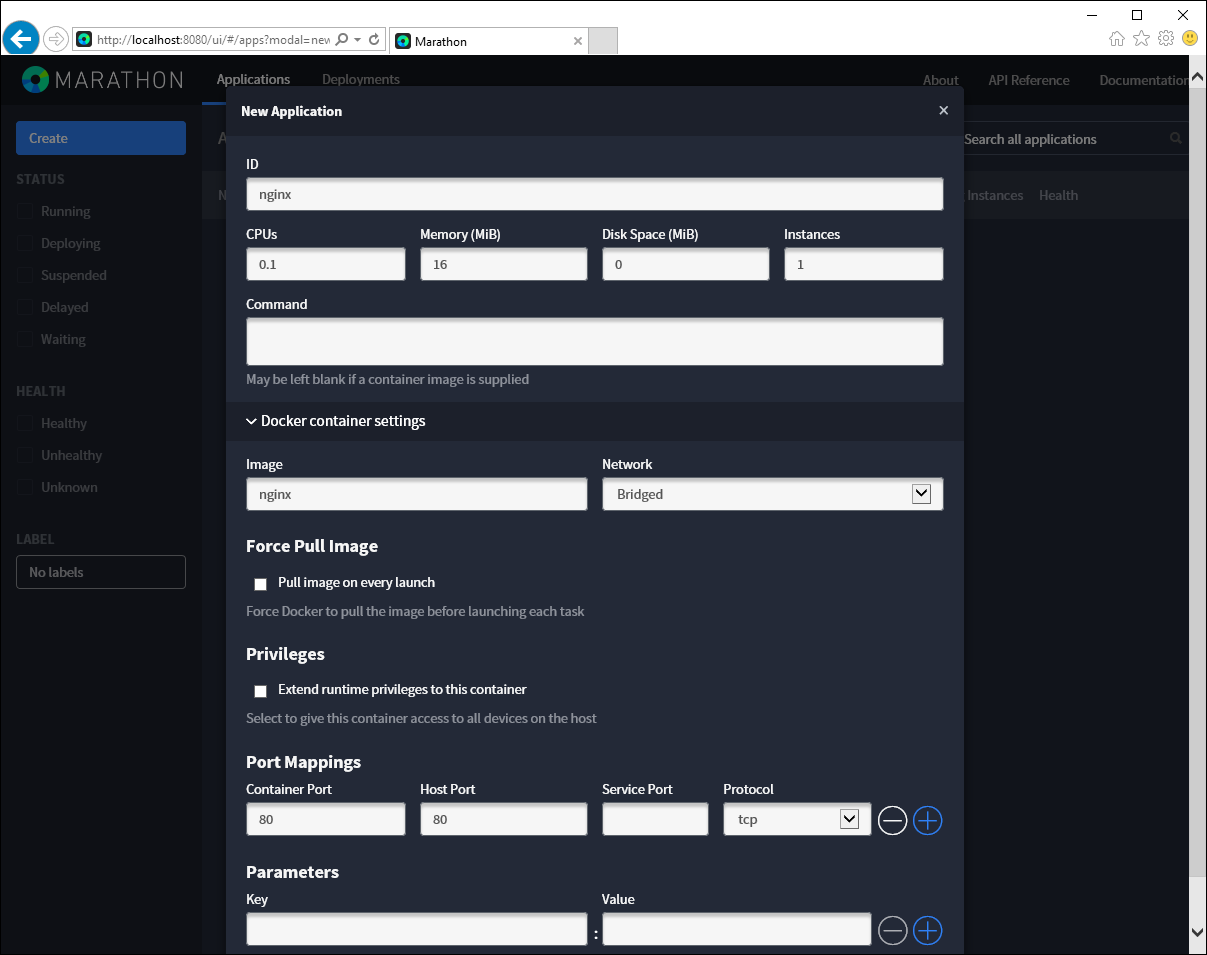 http://localhost:8080/ui/#/apps?modal=new
Marathon
MARATHON
Applications
Deployments
About
API Reference
Documentation
New Application
Create
A
Search all applications
STATUS
Running
Deploying
Suspended
Delayed
Waiting
HEALTH
Healthy
Unhealthy
Unknown
LABEL
No labels
N
Instances
Health
ID
nginx
CPUs
Memory (MiB)
Disk Space (MiB)
Instances
0.1
16
0
1
Command
May be left blank if a container image is supplied
Docker container settings
Image
Network
nginx
Bridged
Force Pull Image
Pull image on every launch
Force Docker to pull the image before launching each task
Privileges
Extend runtime privileges to this container
Select to give this container access to all devices on the host
Port Mappings
Container Port
Host Port
Service Port
Protocol
80
80
tcp
Parameters
Key
Value
: